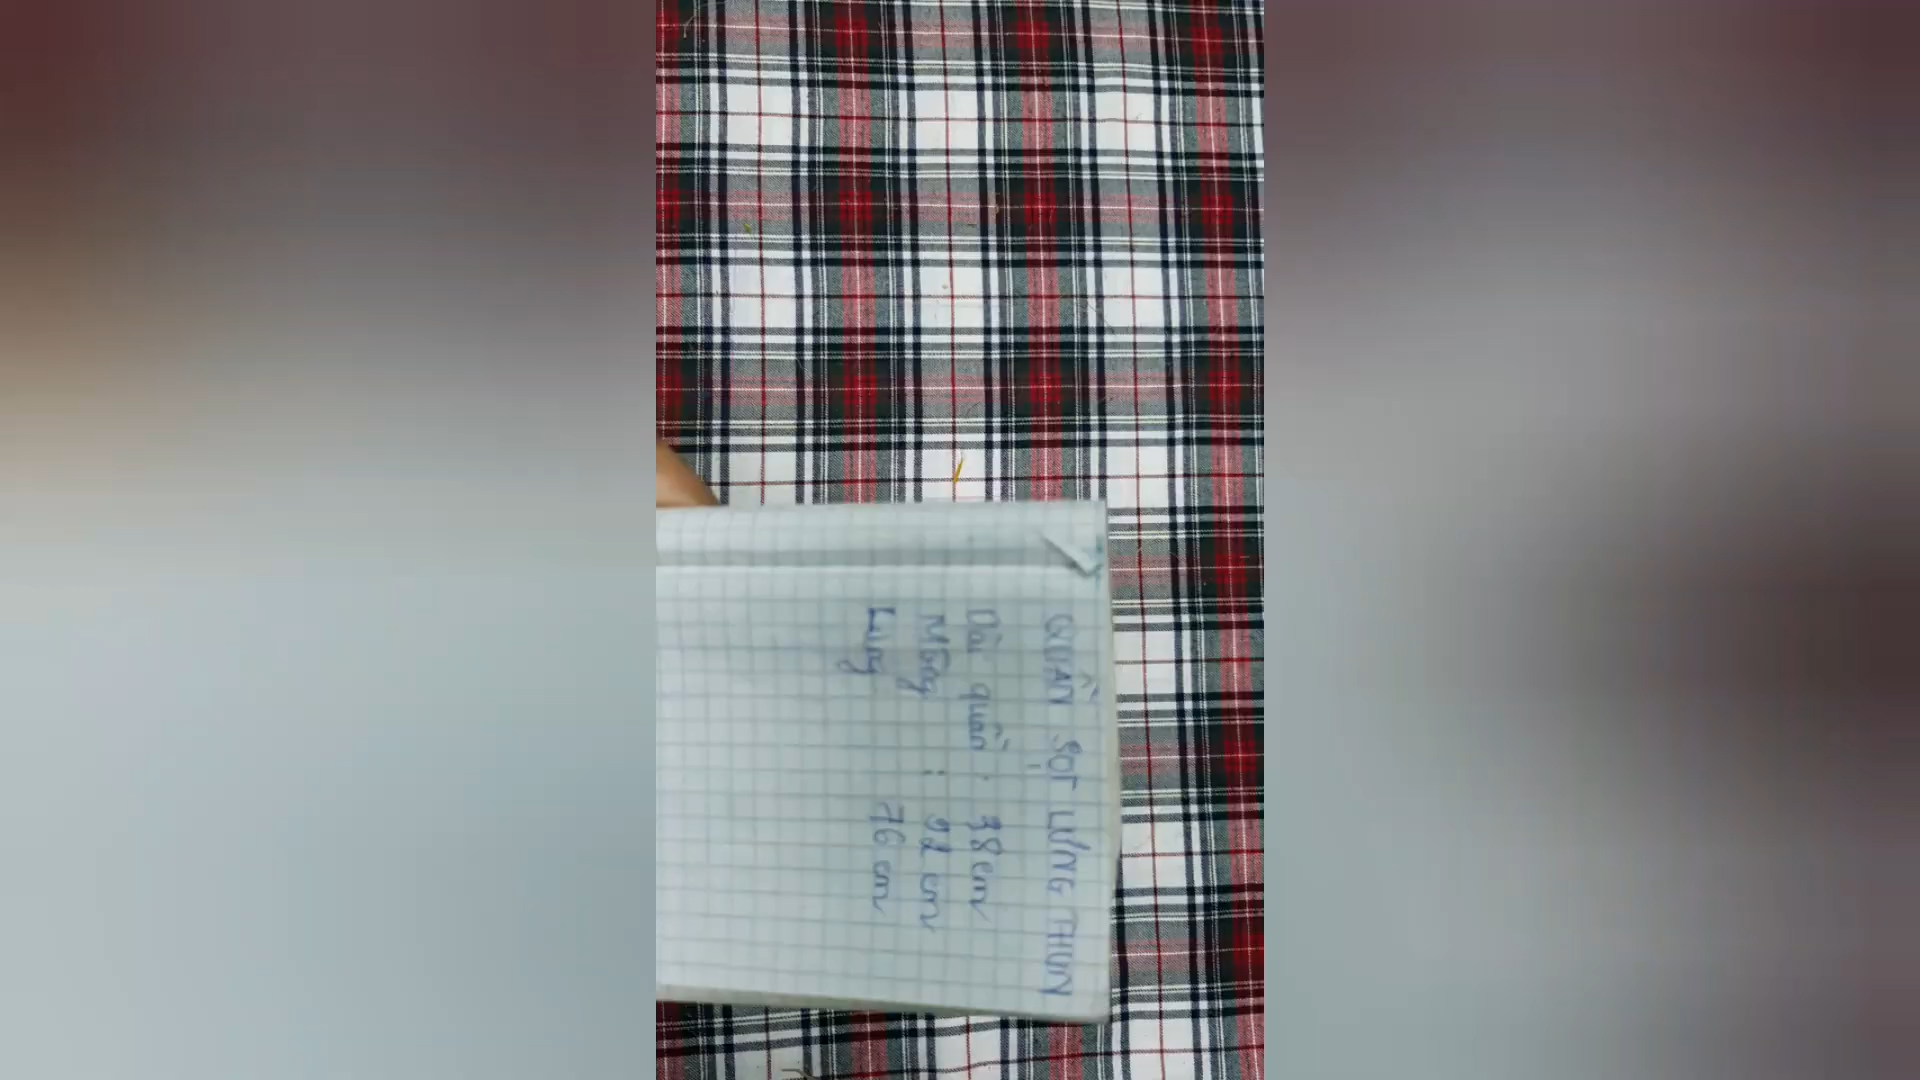 QUẦN SỌT LƯNG THUN
Dài quần : 38 cm
Mông : 92 cm
Lưng 76 cm